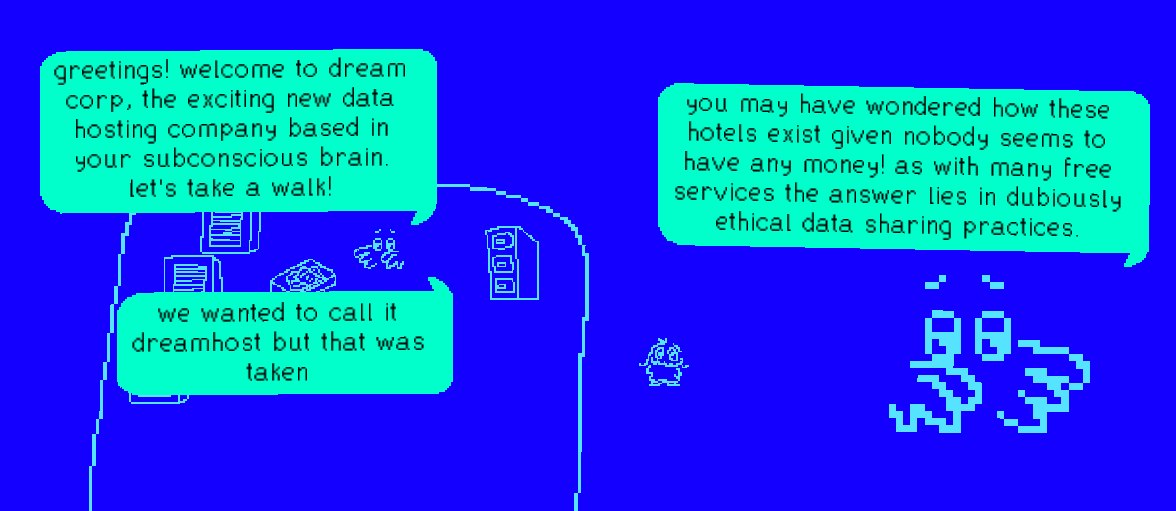 greetings! welcome to dream
corp, the exciting new data
hosting company based in
your subconscious brain.
let's take a walk!
we wanted to call it
dreamhost but that was
taken
you may have wondered how these
hotels exist given nobody seems to
have any money! as with many free
services the answer lies in dubiously
ethical data sharing practices.